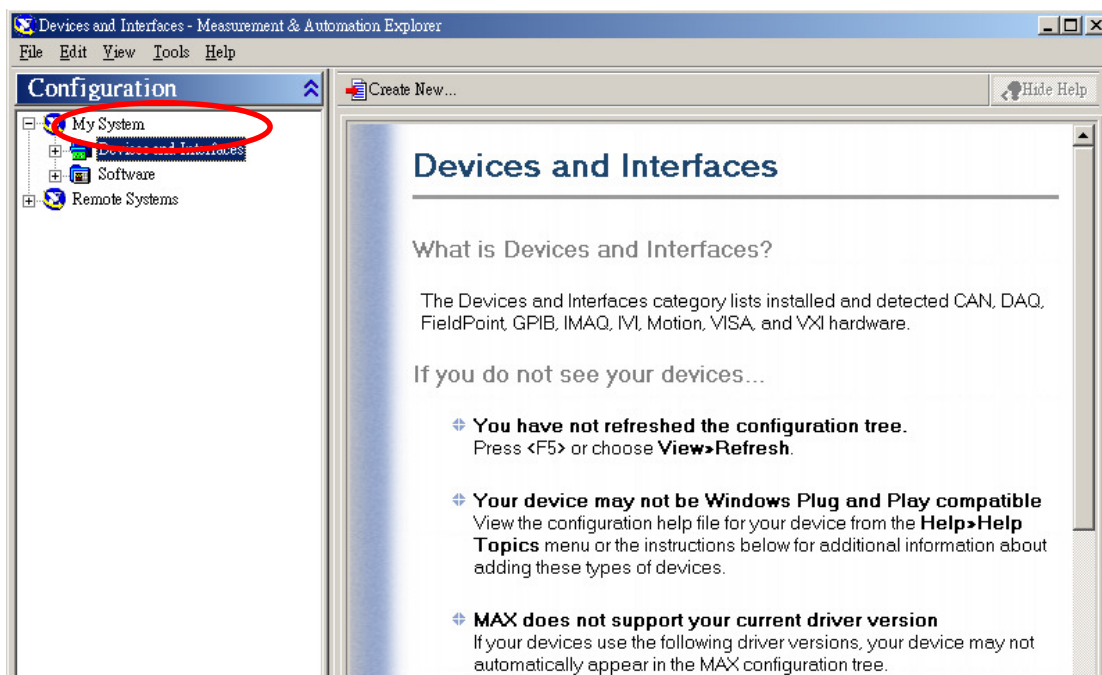 Devices and Interfaces - Measurement & Automation Explorer
File Edit View Tools Help
Configuration
Create New...
Hide Help
My System
Devices and Interfaces
Software
Remote Systems
Devices and Interfaces
What is Devices and Interfaces?
The Devices and Interfaces category lists installed and detected CAN, DAQ,
FieldPoint, GPIB, IMAQ, IVI, Motion, VISA, and VXI hardware.
If you do not see your devices...
You have not refreshed the configuration tree.
Press <F5> or choose View»Refresh.
Your device may not be Windows Plug and Play compatible
View the configuration help file for your device from the Help»Help
Topics menu or the instructions below for additional information about
adding these types of devices.
MAX does not support your current driver version
If your devices use the following driver versions, your device may not
automatically appear in the MAX configuration tree.